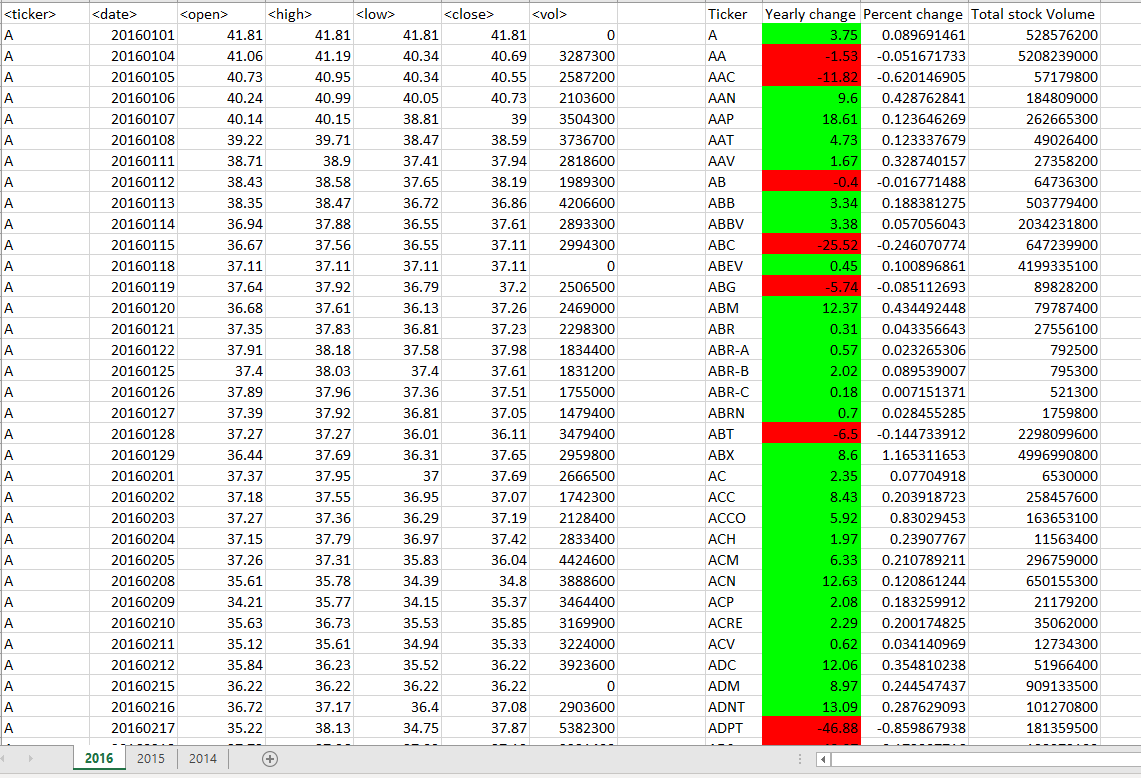 <ticker> <date> <open> <high> <low> <close> <vol> Ticker Yearly change Percent change Total stock Volume
A 20160101 41.81 41.81 41.81 41.81 0 A 3.75 0.089691461 528576200
A 20160104 41.06 41.19 40.34 40.69 3287300 AA -1.53 -0.051671733 5208239000
A 20160105 40.73 40.95 40.34 40.55 2587200 AAC -11.82 -0.620146905 57179800
A 20160106 40.24 40.99 40.05 40.73 2103600 AAN 9.6 0.428762841 184809000
A 20160107 40.14 40.15 38.81 39 3504300 AAP 18.61 0.123646269 262665300
A 20160108 39.22 39.71 38.47 38.59 3736700 AAT 4.73 0.123337679 49026400
A 20160111 38.71 38.9 37.41 37.94 2818600 AAV 1.67 0.328740157 27358200
A 20160112 38.43 38.58 37.65 38.19 1989300 AB -0.4 -0.016771488 64736300
A 20160113 38.35 38.47 36.72 36.86 4206600 ABB 3.34 0.188381275 503779400
A 20160114 36.94 37.88 36.55 37.61 2893300 ABBV 3.38 0.057056043 2034231800
A 20160115 36.67 37.56 36.55 37.11 2994300 ABC -25.52 -0.246070774 647239900
A 20160118 37.11 37.11 37.11 37.11 0 ABEV 0.45 0.100896861 4199335100
A 20160119 37.64 37.92 36.79 37.2 2506500 ABG -5.74 -0.085112693 89828200
A 20160120 36.68 37.61 36.13 37.26 2469000 ABM 12.37 0.434492448 79787400
A 20160121 37.35 37.83 36.81 37.23 2298300 ABR 0.31 0.043356643 27556100
A 20160122 37.91 38.18 37.58 37.98 1834400 ABR-A 0.57 0.023265306 792500
A 20160125 37.4 38.03 37.4 37.61 1831200 ABR-B 2.02 0.089539007 795300
A 20160126 37.89 37.96 37.36 37.51 1755000 ABR-C 0.18 0.007151371 521300
A 20160127 37.39 37.92 36.81 37.05 1479400 ABRN 0.7 0.028455285 1759800
A 20160128 37.27 37.27 36.01 36.11 3479400 ABT -6.5 -0.144733912 2298099600
A 20160129 36.44 37.69 36.31 37.65 2959800 ABX 8.6 1.165311653 4996990800
A 20160201 37.37 37.95 37 37.69 2666500 AC 2.35 0.07704918 6530000
A 20160202 37.18 37.55 36.95 37.07 1742300 ACC 8.43 0.203918723 258457600
A 20160203 37.27 37.36 36.29 37.19 2128400 ACCO 5.92 0.83029453 163653100
A 20160204 37.15 37.79 36.97 37.42 2833400 ACH 1.97 0.23907767 11563400
A 20160205 37.26 37.31 35.83 36.04 4424600 ACM 6.33 0.210789211 296759000
A 20160208 35.61 35.78 34.39 34.8 3888600 ACN 12.63 0.120861244 650155300
A 20160209 34.21 35.77 34.15 35.37 3464400 ACP 2.08 0.183259912 21179200
A 20160210 35.63 36.73 35.53 35.85 3169900 ACRE 2.29 0.200174825 35062000
A 20160211 35.12 35.61 34.94 35.33 3224000 ACV 0.62 0.034140969 12734300
A 20160212 35.84 36.23 35.52 36.22 3923600 ADC 12.06 0.354810238 51966400
A 20160215 36.22 36.22 36.22 36.22 0 ADM 8.97 0.244547437 909133500
A 20160216 36.72 37.17 36.4 37.08 2903600 ADNT 13.09 0.287629093 101270800
A 20160217 35.22 38.13 34.75 37.87 5382300 ADPT -46.88 -0.859867938 181359500
2016 2015 2014